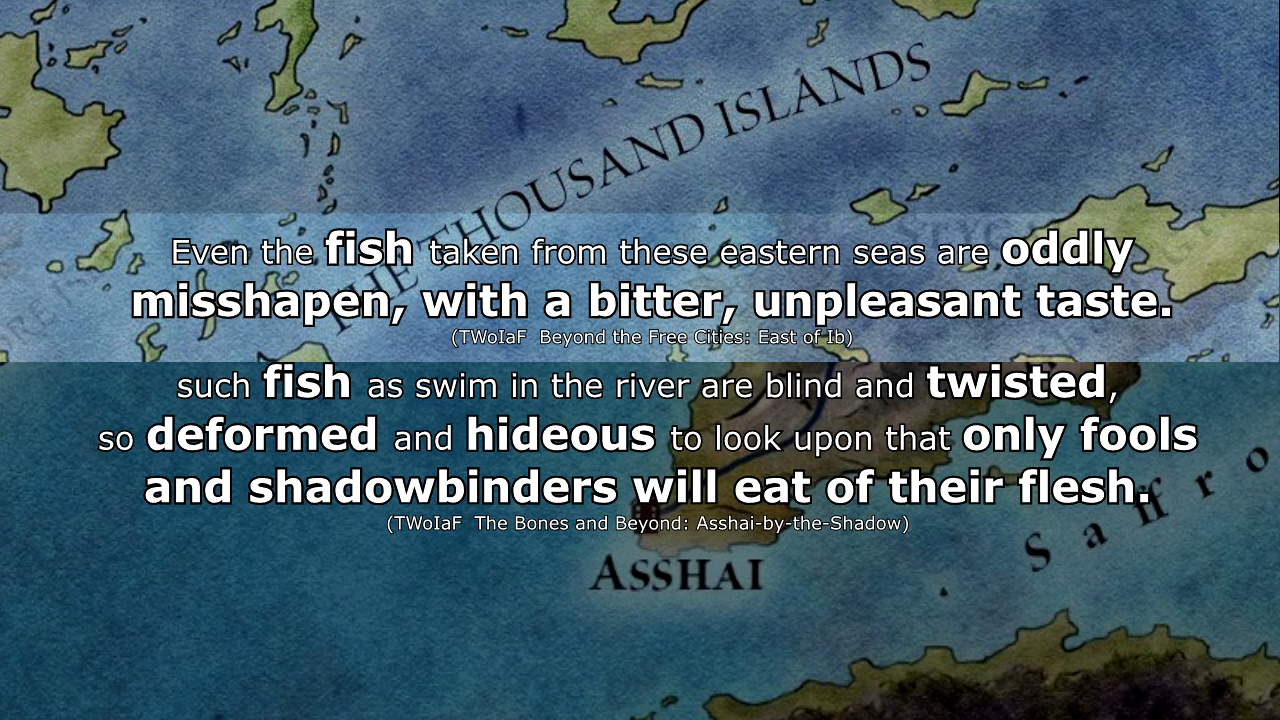 THE THOUSAND ISLANDS
Even the fish taken from these eastern seas are oddly
misshapen, with a bitter, unpleasant taste.
(TWoIaF Beyond the Free Cities: East of Ib)
such fish as swim in the river are blind and twisted,
so deformed and hideous to look upon that only fools
and shadowbinders will eat of their flesh.
(TWoIaF The Bones and Beyond: Asshai-by-the-Shadow)
ASSHAI
Saffro